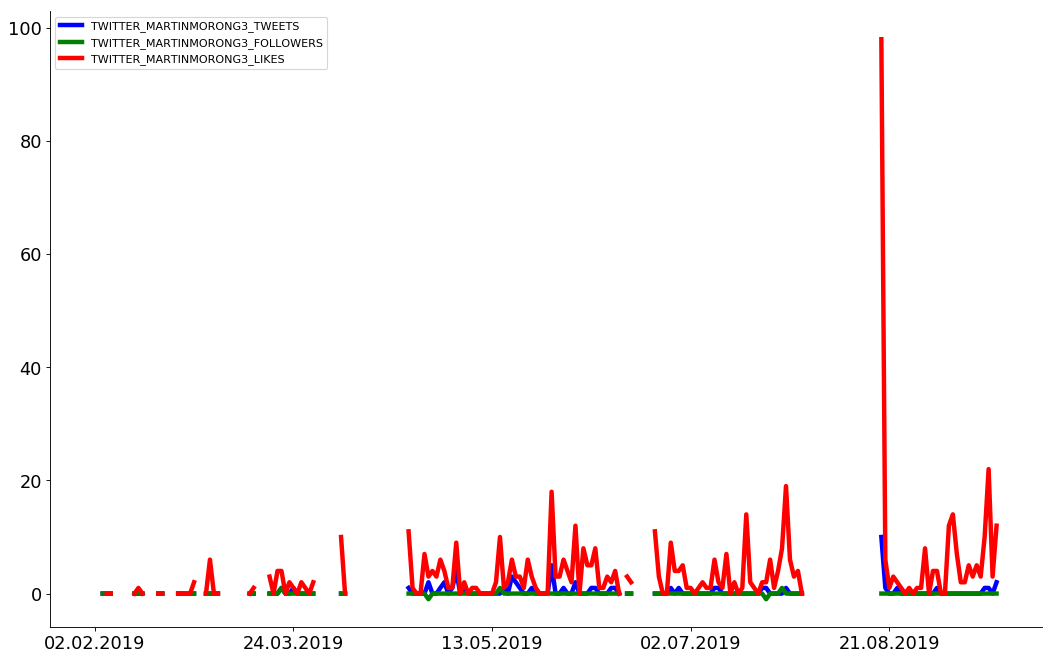 TWITTER_MARTINMORONG3_TWEETS
TWITTER_MARTINMORONG3_FOLLOWERS
TWITTER_MARTINMORONG3_LIKES
100
80
60
40
20
0
02.02.2019 24.03.2019 13.05.2019 02.07.2019 21.08.2019